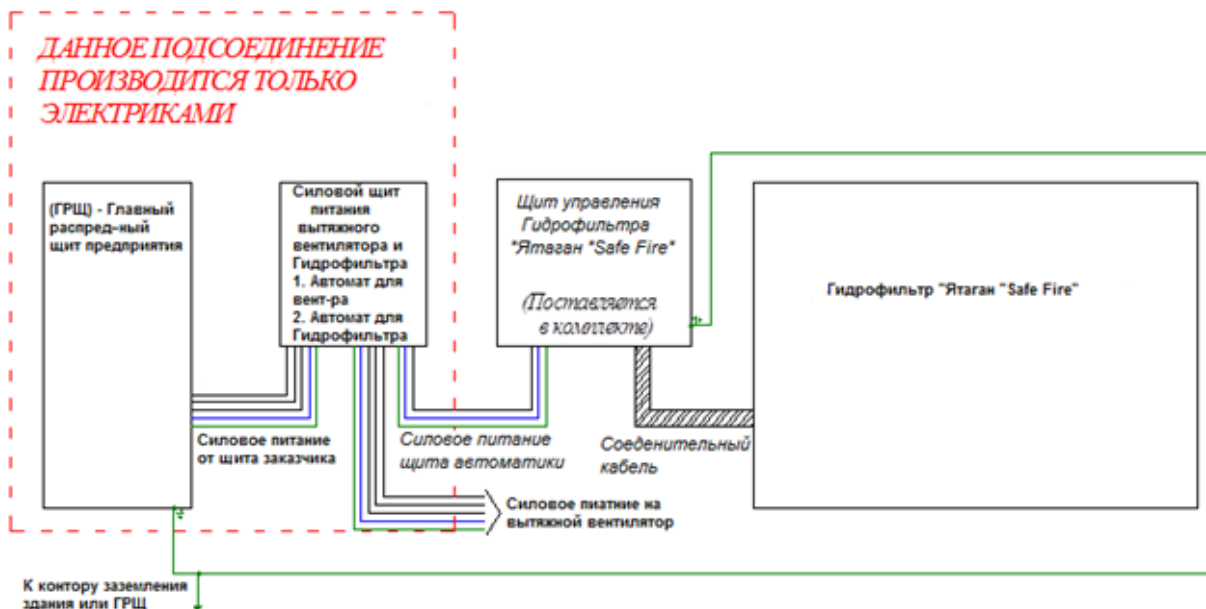 ДАННОЕ ПОДСОЕДИНЕНИЕ
ПРОИЗВОДИТСЯ ТОЛЬКО
ЭЛЕКТРИКАМИ
(ГРЩ) - Главный
распред-ный
щит предприятия
Силовой щит
питания
вытяжного
вентилятора и
Гидрофильтра
1. Автомат для
вент-ра
2. Автомат для
Гидрофильтра
Щит управления
Гидрофильтра
"Ятаган "Safe Fire"
(Поставляется
в комплекте)
Гидрофильтр "Ятаган "Safe Fire"
Силовое питание
от щита заказчика
Силовое питание
щита автоматики
Соеденительный
кабель
Силовое пиатние на
вытяжной вентилятор
К контору заземления
здания или ГРЩ